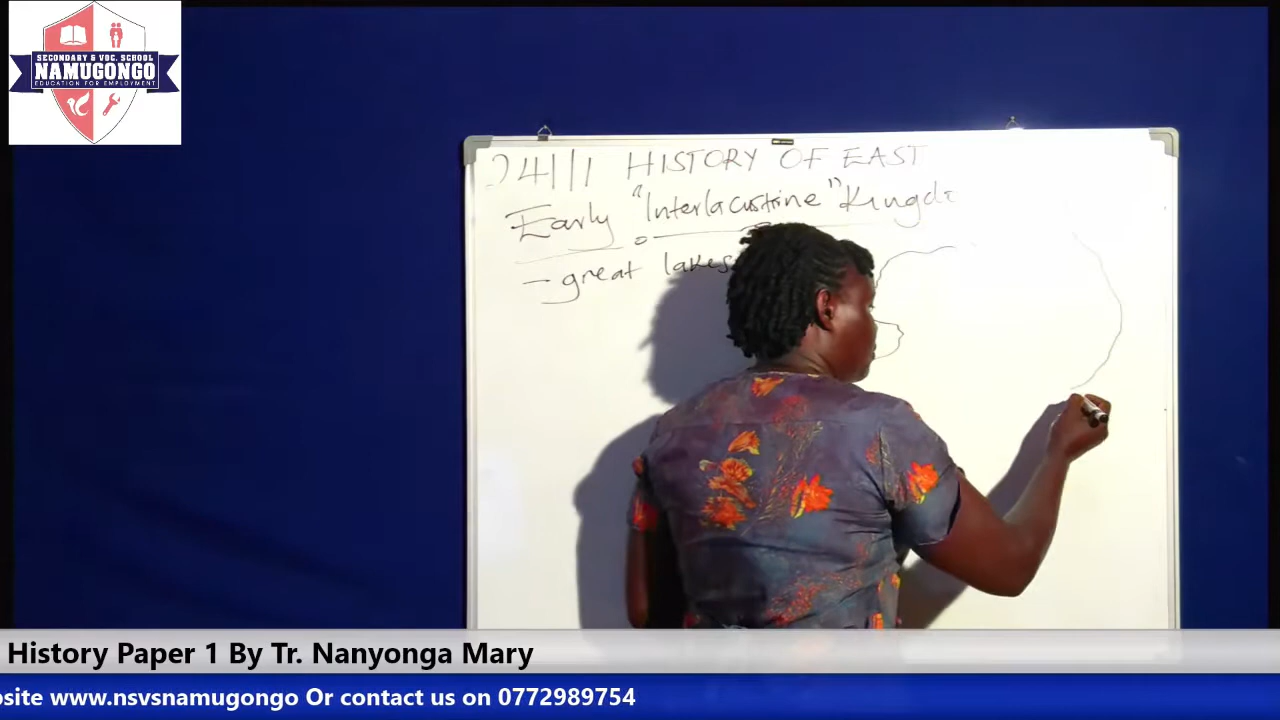 SECONDARY & VOC. SCHOOL
NAMUGONGO
EDUCATION FOR EMPLOYMENT
241/1 HISTORY OF EAST
Early "Interlacustrine" Kingd
- great lakes
History Paper 1 By Tr. Nanyonga Mary
site www.nsvsnamugongo Or contact us on 0772989754